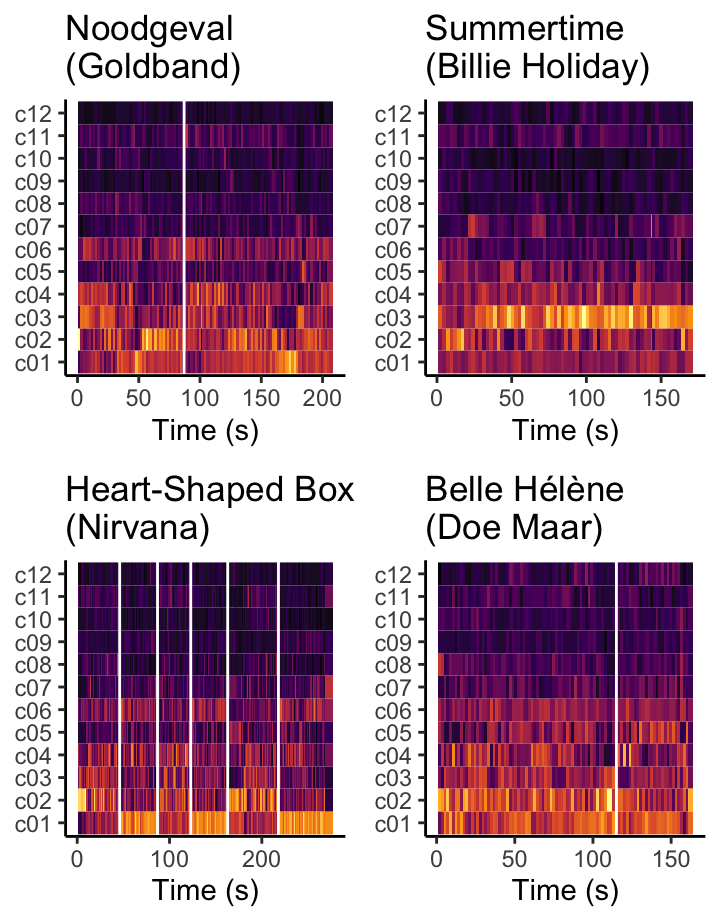 Noodgeval
(Goldband)
c12
c11
c10
c09
c08
c07
c06
c05
c04
c03
c02
c01
0 50 100 150 200
Time (s)
Summertime
(Billie Holiday)
c12
c11
c10
c09
c08
c07
c06
c05
c04
c03
c02
c01
0 50 100 150
Time (s)
Heart-Shaped Box
(Nirvana)
c12
c11
c10
c09
c08
c07
c06
c05
c04
c03
c02
c01
0 100 200
Time (s)
Belle Hélène
(Doe Maar)
c12
c11
c10
c09
c08
c07
c06
c05
c04
c03
c02
c01
0 50 100 150
Time (s)